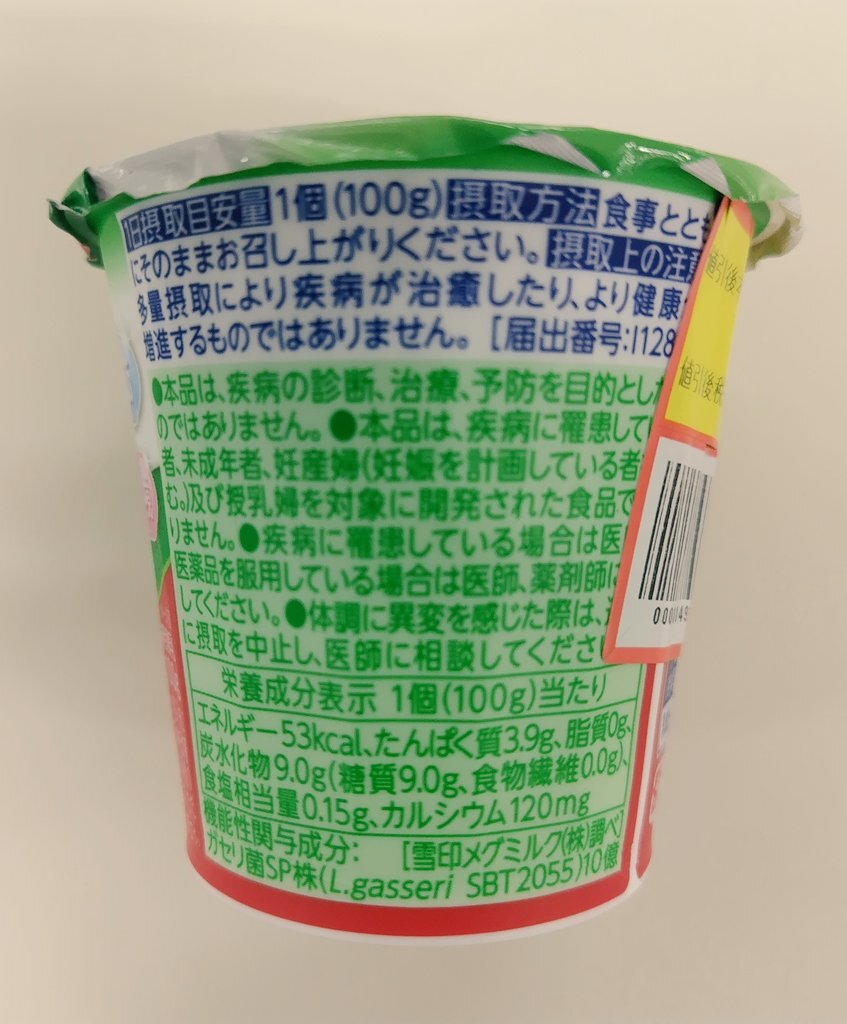 1日摂取目安量 1個(100g) 摂取方法 食事ととも
にそのままお召し上がりください。 摂取上の注意
多量摂取により疾病が治癒したり、より健康
増進するものではありません。 [届出番号:I128
●本品は、疾病の診断、治療、予防を目的とした
のではありません。●本品は、疾病に罹患して
者、未成年者、妊産婦(妊娠を計画している者
む。)及び授乳婦を対象に開発された食品で
りません。●疾病に罹患している場合は医
医薬品を服用している場合は医師、薬剤師に
してください。●体調に異変を感じた際は、
に摂取を中止し、医師に相談してくださ
栄養成分表示 1個(100g)当たり
エネルギー53kcal、たんぱく質3.9g、脂質0g、
炭水化物9.0g(糖質9.0g、食物繊維0.0g)、
食塩相当量0.15g、カルシウム120mg
機能性関与成分: [雪印メグミルク(株)調べ]
ガセリ菌SP株(L.gasseri SBT2055)10億
値引後
値引後税